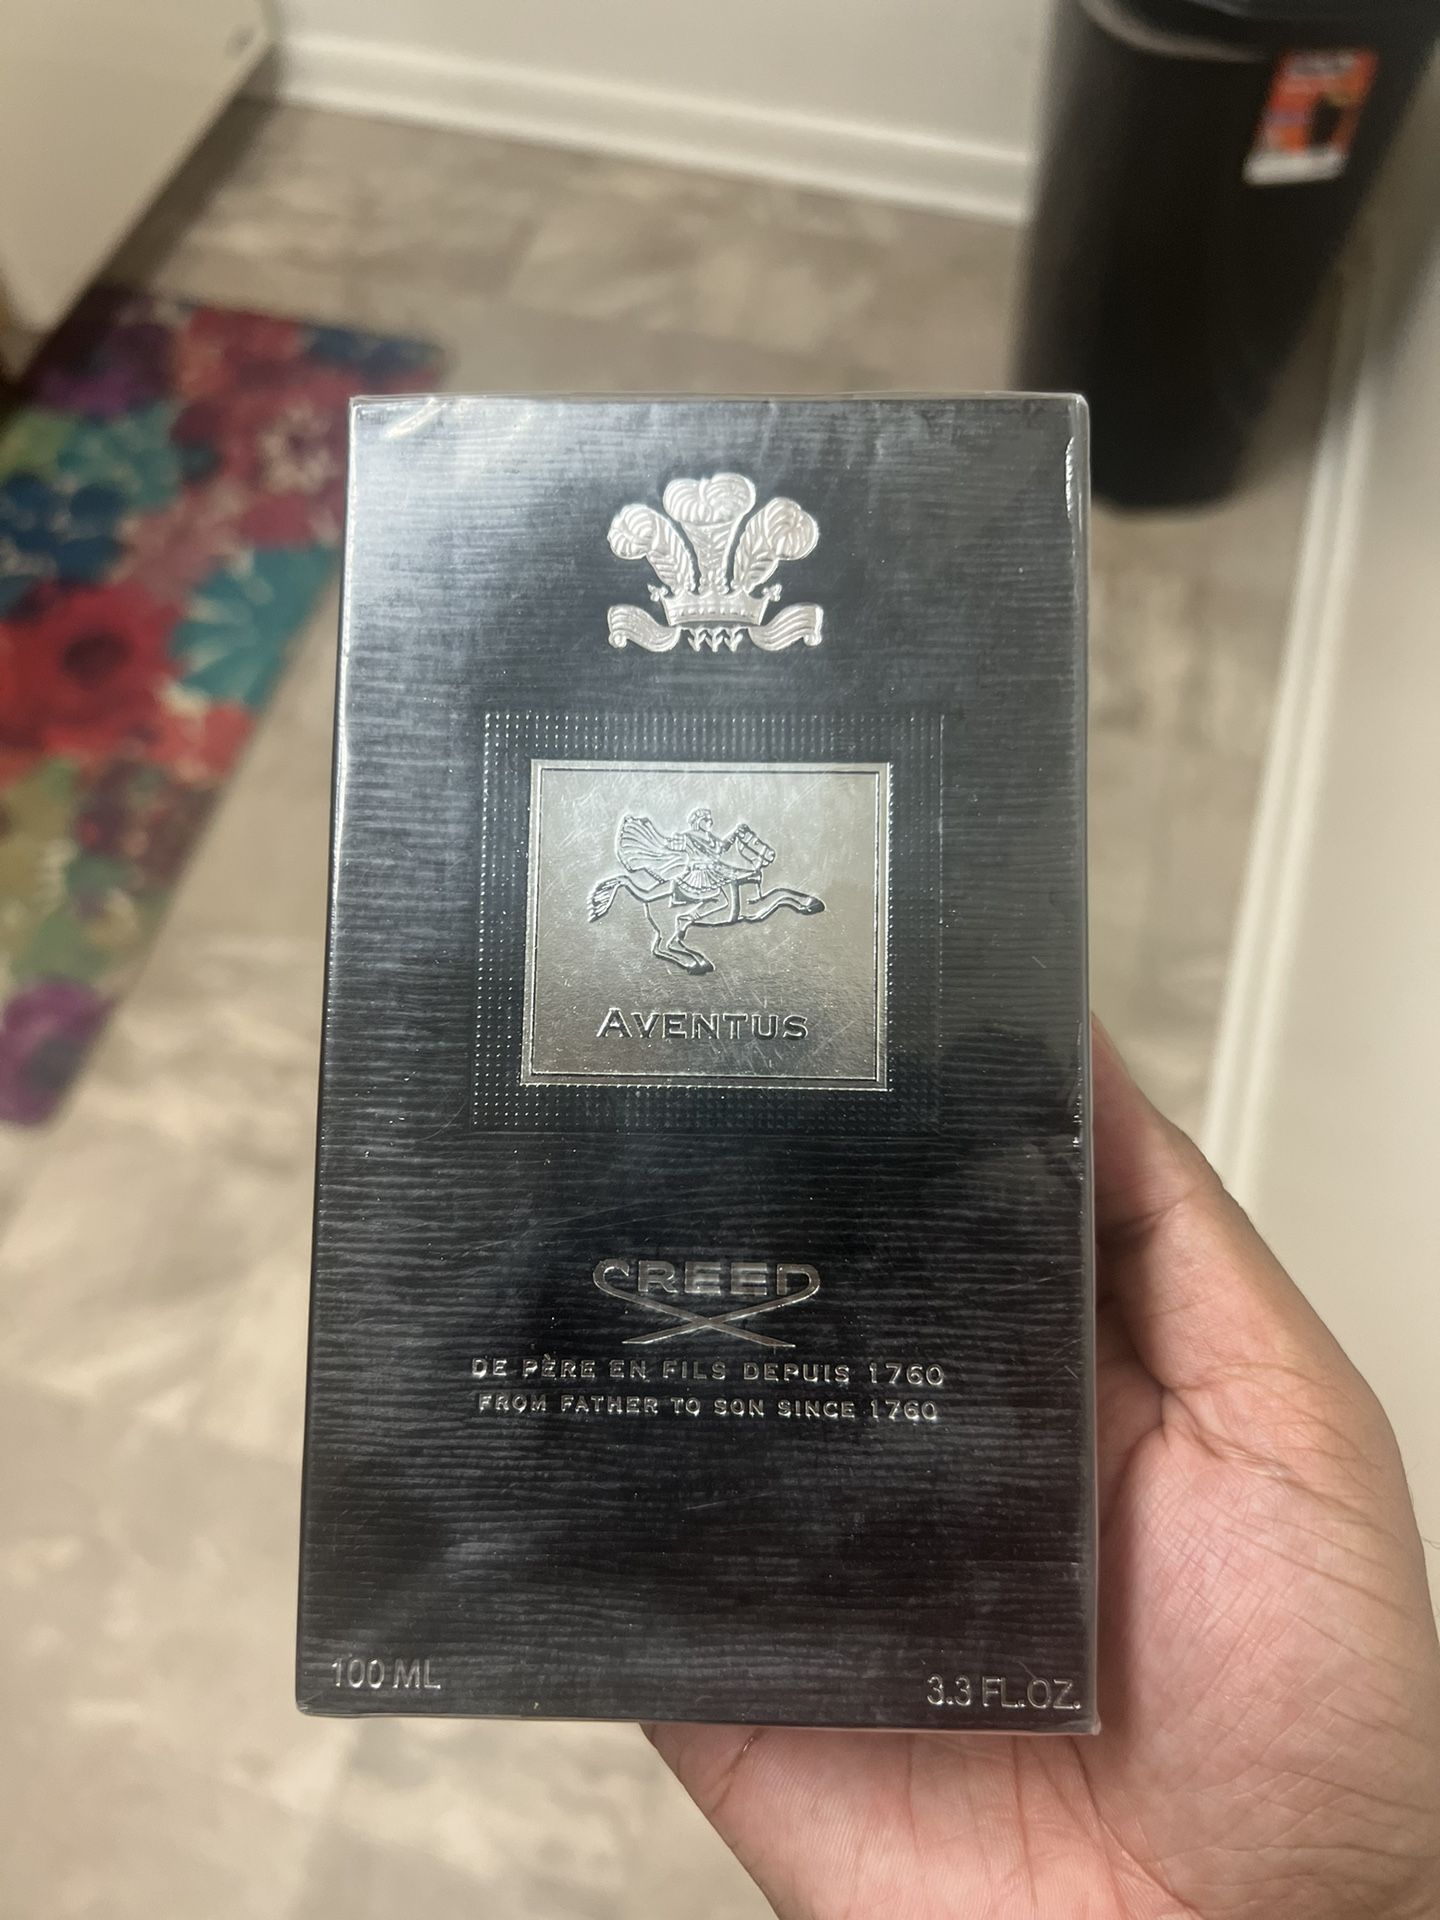 AVENTUS
CREED
DE PÈRE EN FILS DEPUIS 1760
FROM FATHER TO SON SINCE 1760
100 ML
3.3 FL.OZ.